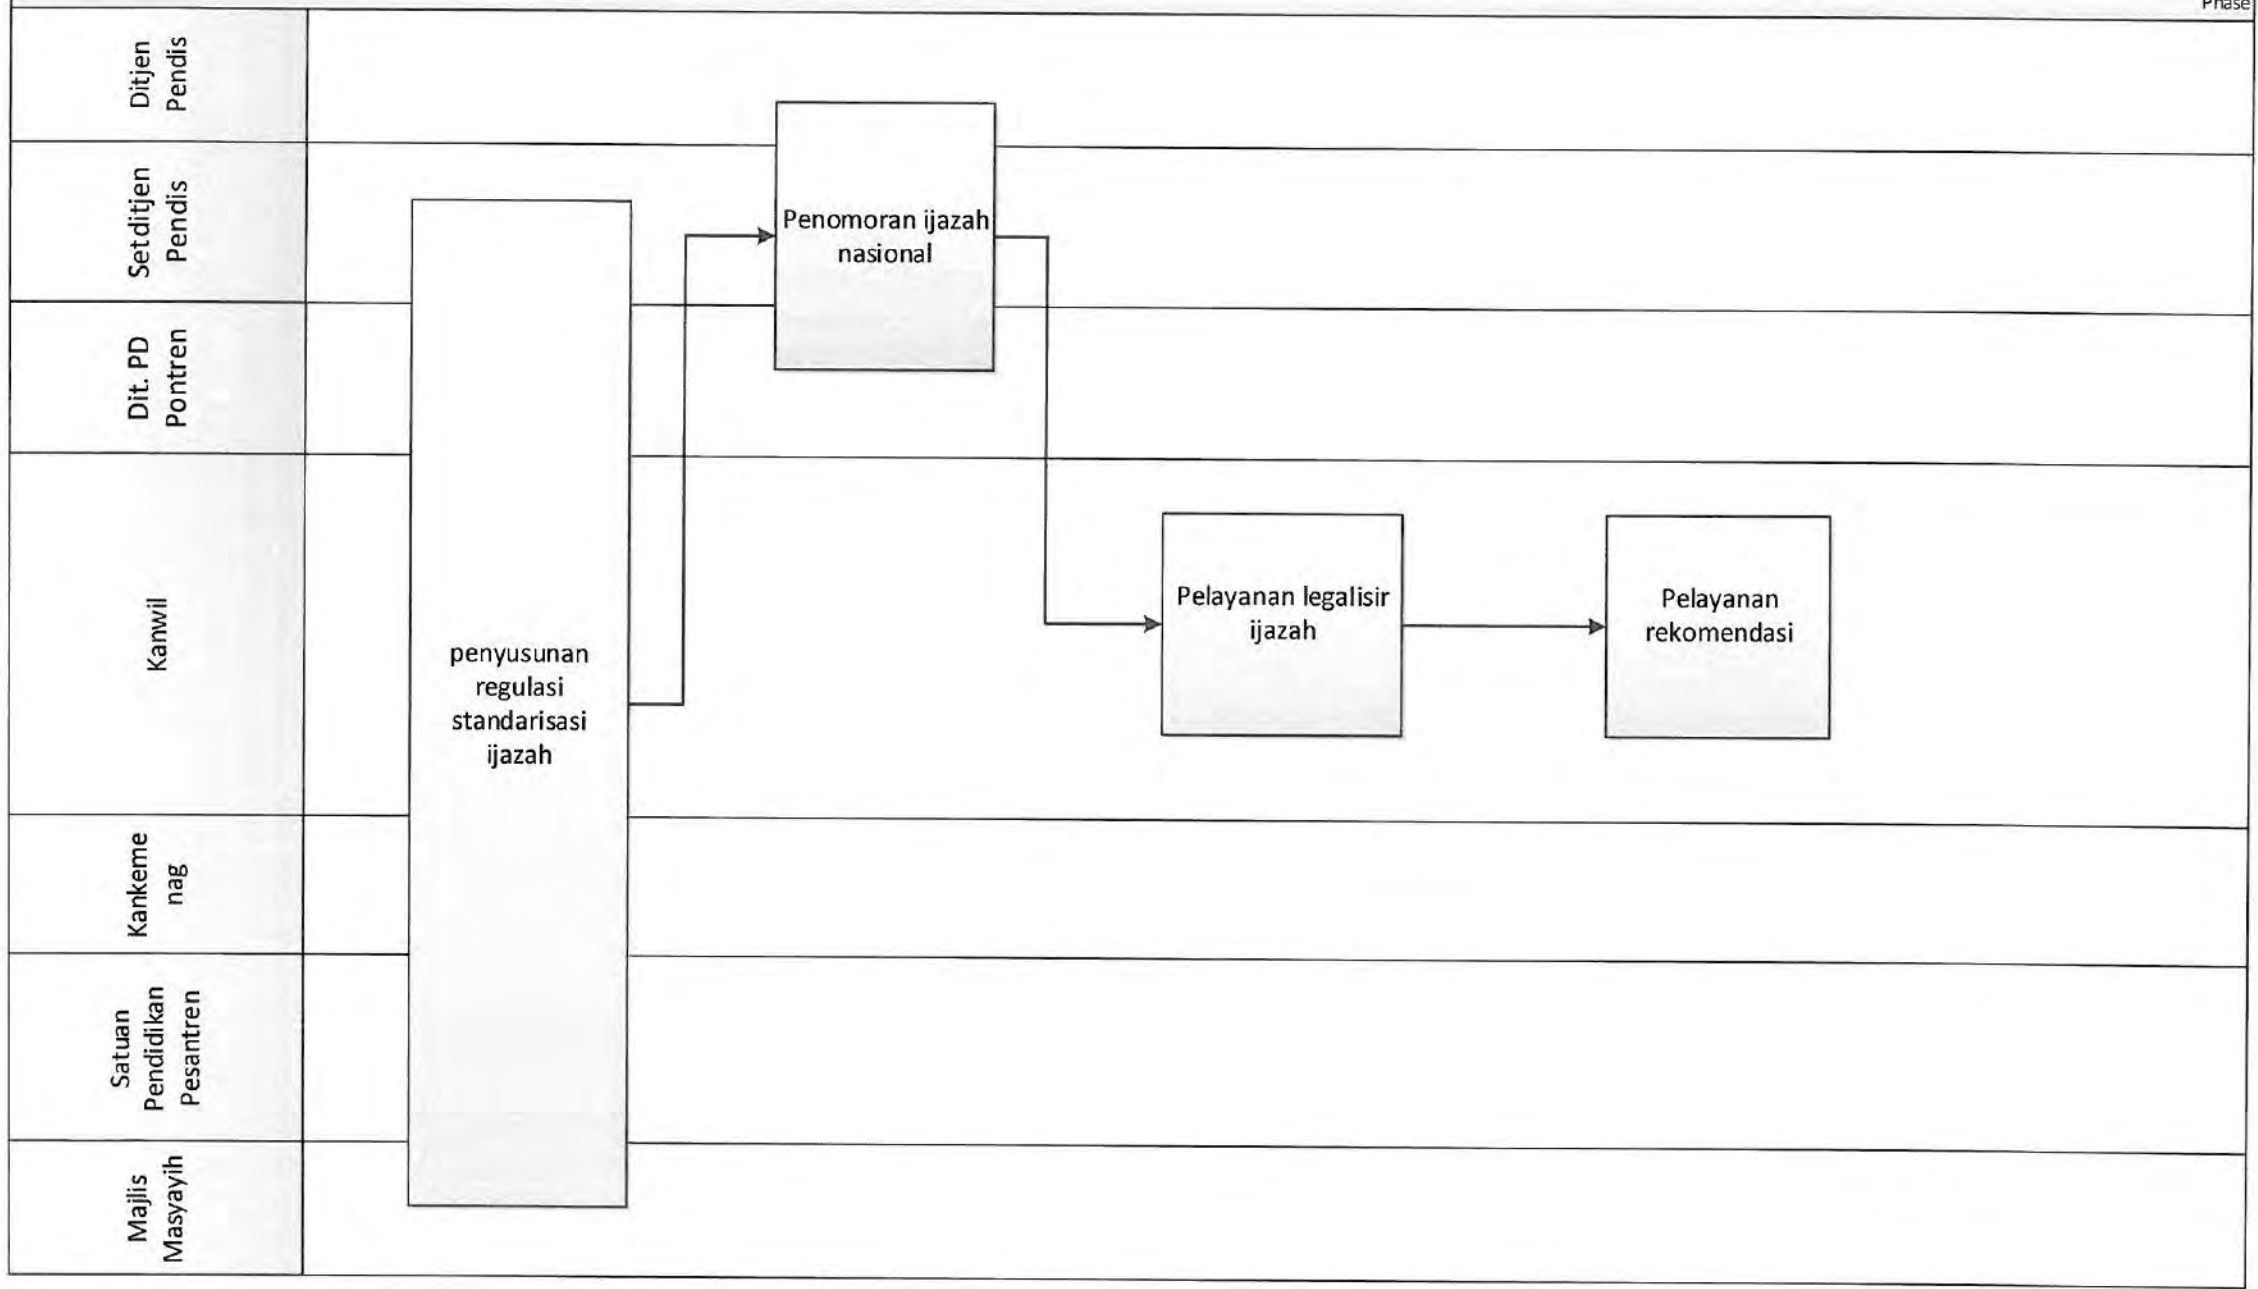 Phase
Ditjen
Pendis
Setditjen
Pendis
Dit. PD
Pontren
Kanwil
Kankeme
nag
Satuan
Pendidikan
Pesantren
Majlis
Masyayih
penyusunan
regulasi
standarisasi
ijazah
Penomoran ijazah
nasional
Pelayanan legalisir
ijazah
Pelayanan
rekomendasi